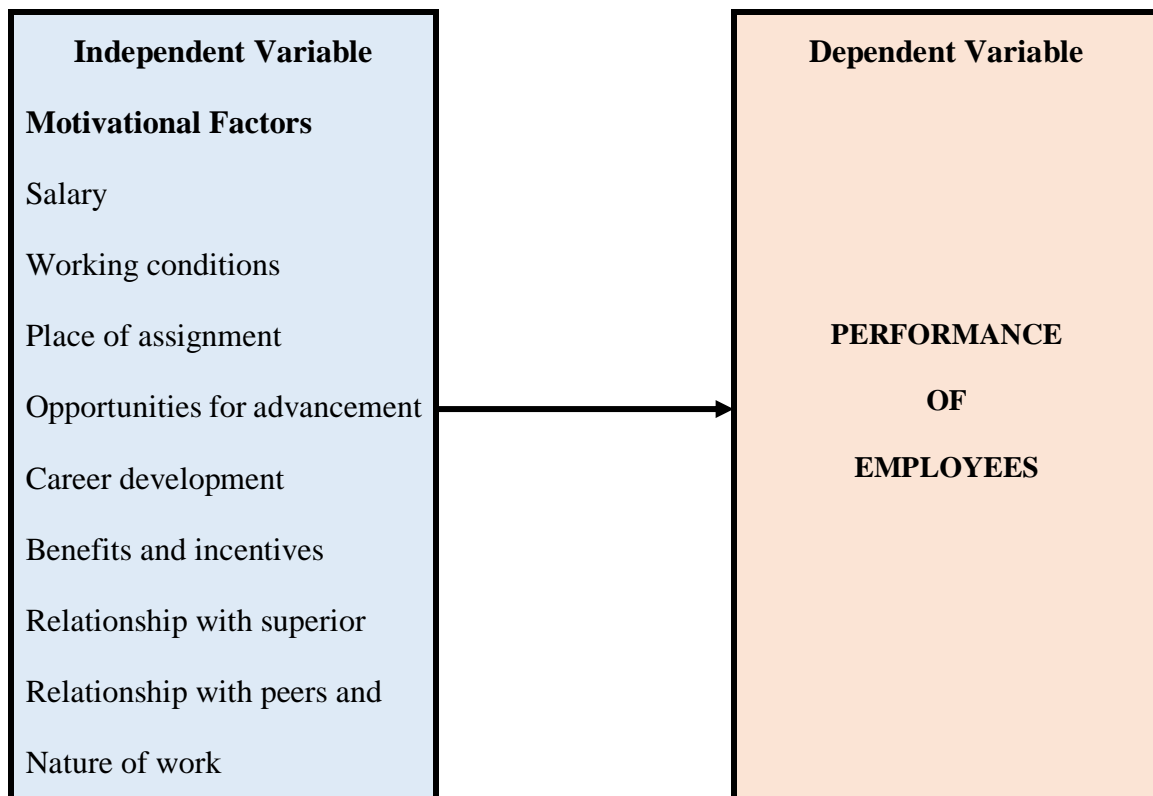 Independent Variable
Motivational Factors
Salary
Working conditions
Place of assignment
Opportunities for advancement
Career development
Benefits and incentives
Relationship with superior
Relationship with peers and
Nature of work
Dependent Variable
PERFORMANCE
OF
EMPLOYEES